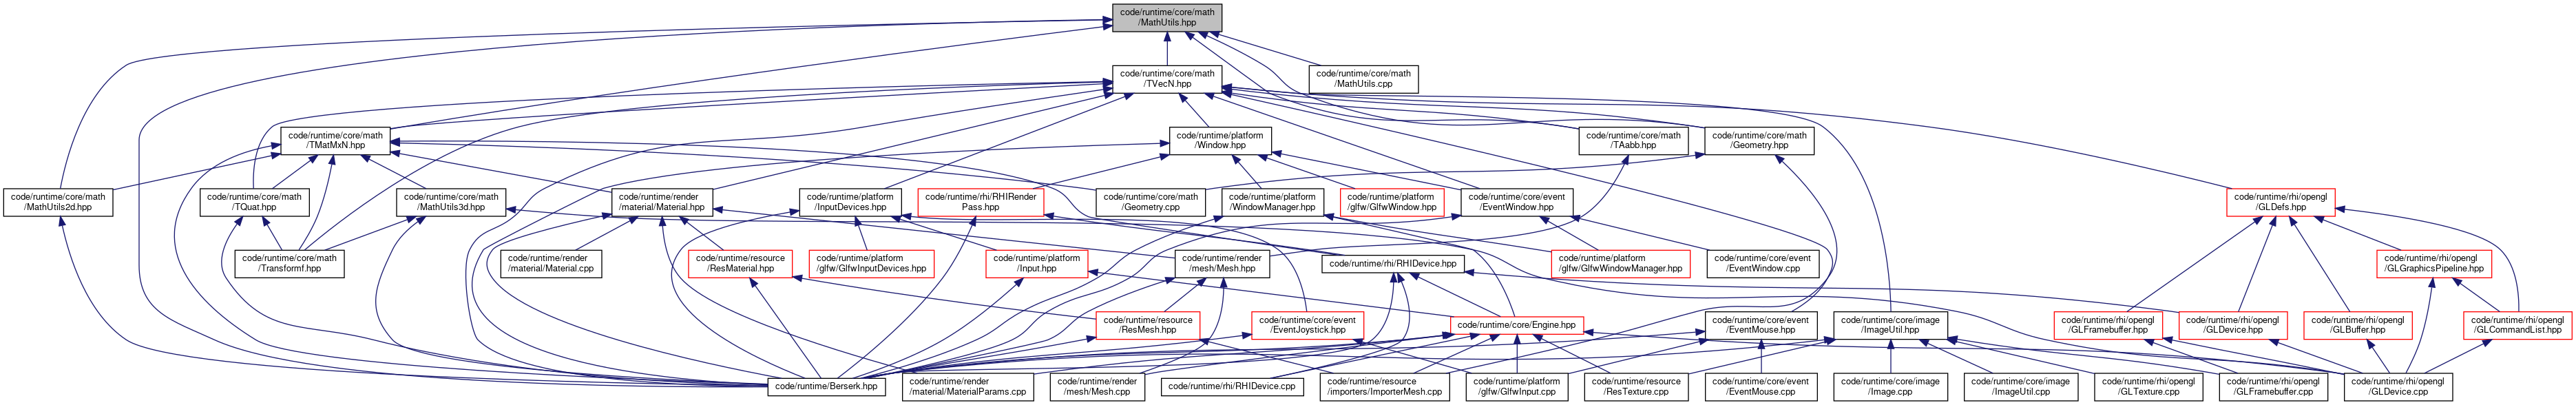 code/runtime/core/math
/MathUtils.hpp
code/runtime/core/math
/TVecN.hpp
code/runtime/core/math
/MathUtils.cpp
code/runtime/core/math
/TMatMxN.hpp
code/runtime/platform
/Window.hpp
code/runtime/core/math
/TAabb.hpp
code/runtime/core/math
/Geometry.hpp
code/runtime/core/math
/MathUtils2d.hpp
code/runtime/core/math
/TQuat.hpp
code/runtime/core/math
/MathUtils3d.hpp
code/runtime/render
/material/Material.hpp
code/runtime/platform
/InputDevices.hpp
code/runtime/rhi/RHIRender
Pass.hpp
code/runtime/core/math
/Geometry.cpp
code/runtime/platform
/WindowManager.hpp
code/runtime/platform
/glfw/GlfwWindow.hpp
code/runtime/core/event
/EventWindow.hpp
code/runtime/rhi/opengl
/GLDefs.hpp
code/runtime/core/math
/Transformf.hpp
code/runtime/render
/material/Material.cpp
code/runtime/resource
/ResMaterial.hpp
code/runtime/platform
/glfw/GlfwInputDevices.hpp
code/runtime/platform
/Input.hpp
code/runtime/render
/mesh/Mesh.hpp
code/runtime/rhi/RHIDevice.hpp
code/runtime/platform
/glfw/GlfwWindowManager.hpp
code/runtime/core/event
/EventWindow.cpp
code/runtime/rhi/opengl
/GLGraphicsPipeline.hpp
code/runtime/resource
/ResMesh.hpp
code/runtime/core/event
/EventJoystick.hpp
code/runtime/core/Engine.hpp
code/runtime/core/event
/EventMouse.hpp
code/runtime/core/image
/ImageUtil.hpp
code/runtime/rhi/opengl
/GLFramebuffer.hpp
code/runtime/rhi/opengl
/GLDevice.hpp
code/runtime/rhi/opengl
/GLBuffer.hpp
code/runtime/rhi/opengl
/GLCommandList.hpp
code/runtime/Berserk.hpp
code/runtime/render
/material/MaterialParams.cpp
code/runtime/render
/mesh/Mesh.cpp
code/runtime/rhi/RHIDevice.cpp
code/runtime/resource
/importers/ImporterMesh.cpp
code/runtime/platform
/glfw/GlfwInput.cpp
code/runtime/resource
/ResTexture.cpp
code/runtime/core/event
/EventMouse.cpp
code/runtime/core/image
/Image.cpp
code/runtime/core/image
/ImageUtil.cpp
code/runtime/rhi/opengl
/GLTexture.cpp
code/runtime/rhi/opengl
/GLFramebuffer.cpp
code/runtime/rhi/opengl
/GLDevice.cpp